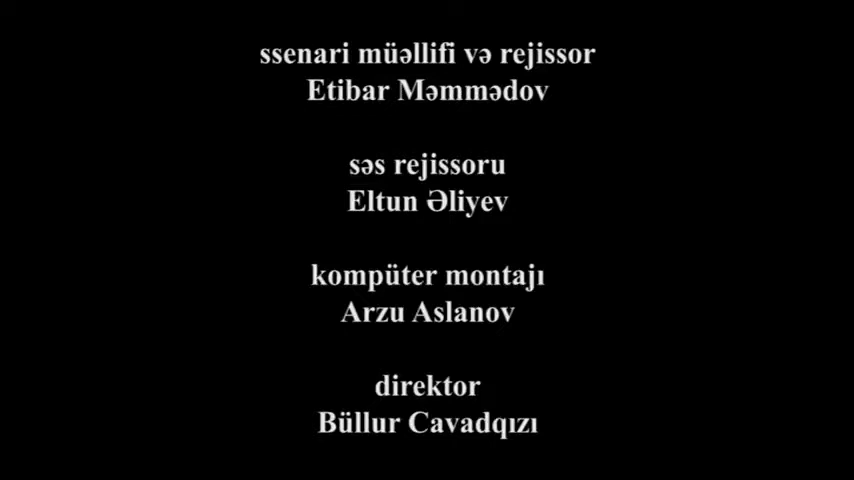 ssenari müəllifi və rejissor
Etibar Məmmədov
səs rejissoru
Eltun Əliyev
kompüter montajı
Arzu Aslanov
direktor
Büllur Cavadqızı